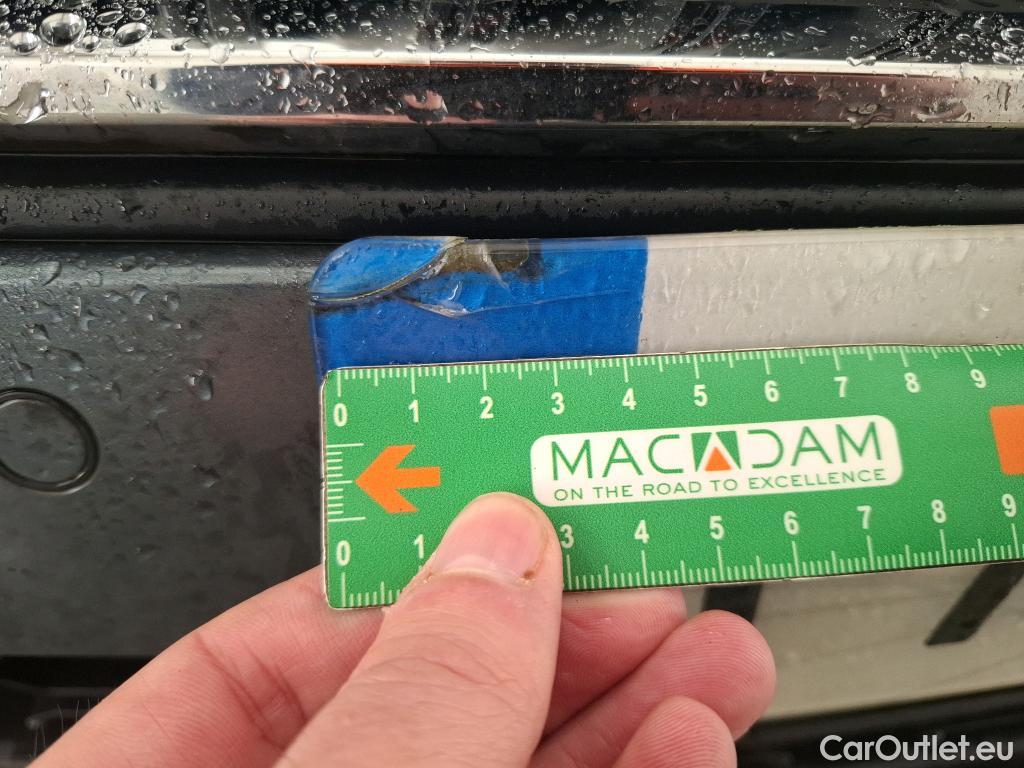 0 1 2 3 4 5 6 7 8 9
MACADAM
ON THE ROAD TO EXCELLENCE
0 1 3 4 5 6 7 8 9
CarOutlet.eu